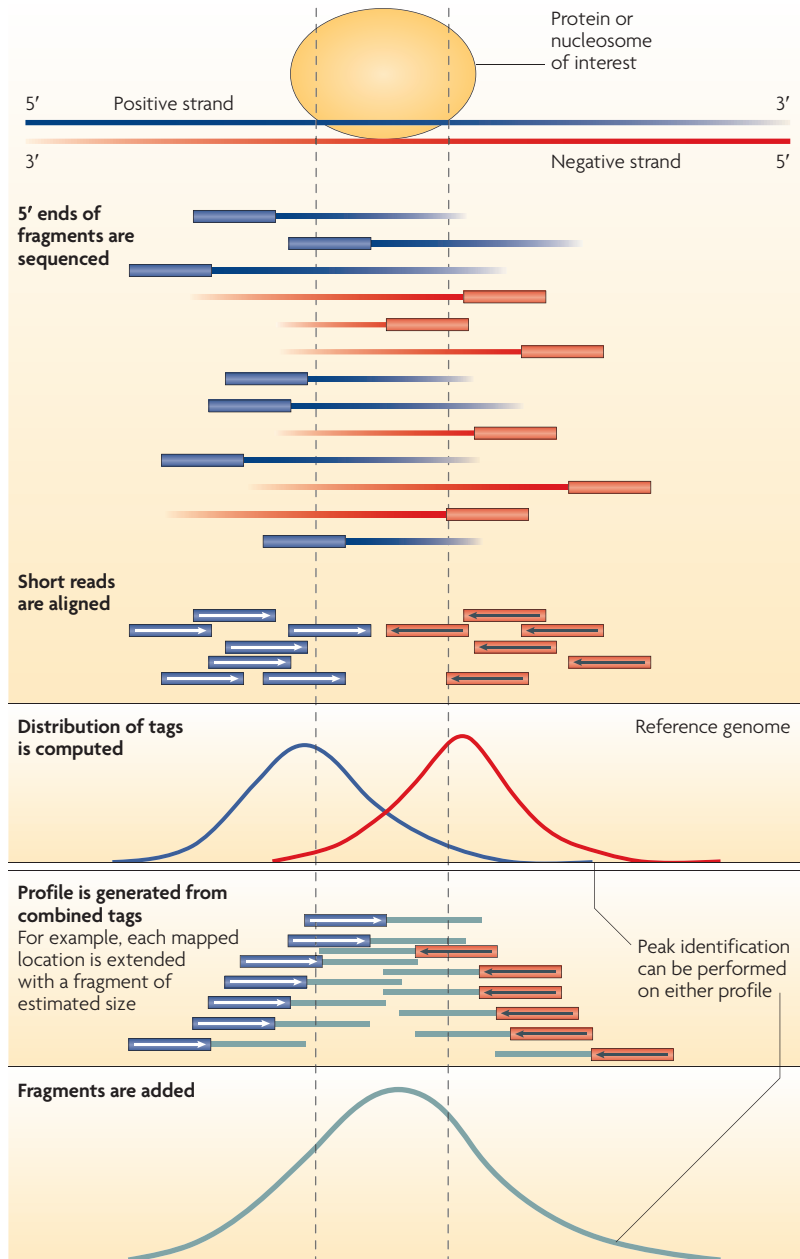 Protein or
nucleosome
of interest
5′
Positive strand
3′
3′
Negative strand
5′
5′ ends of
fragments are
sequenced
Short reads
are aligned
Distribution of tags
is computed
Reference genome
Profile is generated from
combined tags
For example, each mapped
location is extended
with a fragment of
estimated size
Peak identification
can be performed
on either profile
Fragments are added